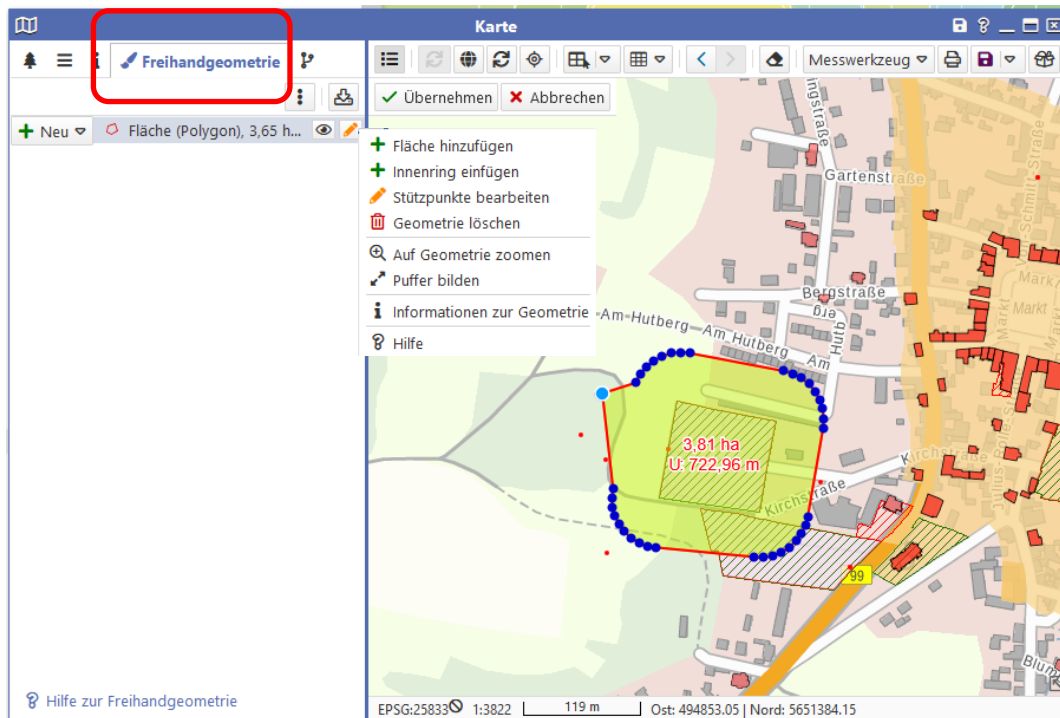 Karte
Freihandgeometrie
Messwerkzeug
Übernehmen
Abbrechen
Neu
Fläche (Polygon), 3,65 h...
Fläche hinzufügen
Innenring einfügen
Stützpunkte bearbeiten
Geometrie löschen
Auf Geometrie zoomen
Puffer bilden
Informationen zur Geometrie
Hilfe
Gartenstraße
Bergstraße
Markt
Am-Hutberg-Am-Hutberg Am
3,81 ha
U: 722,96 m
Kirchstraße
Kirchstraße
99
Hilfe zur Freihandgeometrie
EPSG:25833
1:3822
119 m
Ost: 494853.05 | Nord: 5651384.15